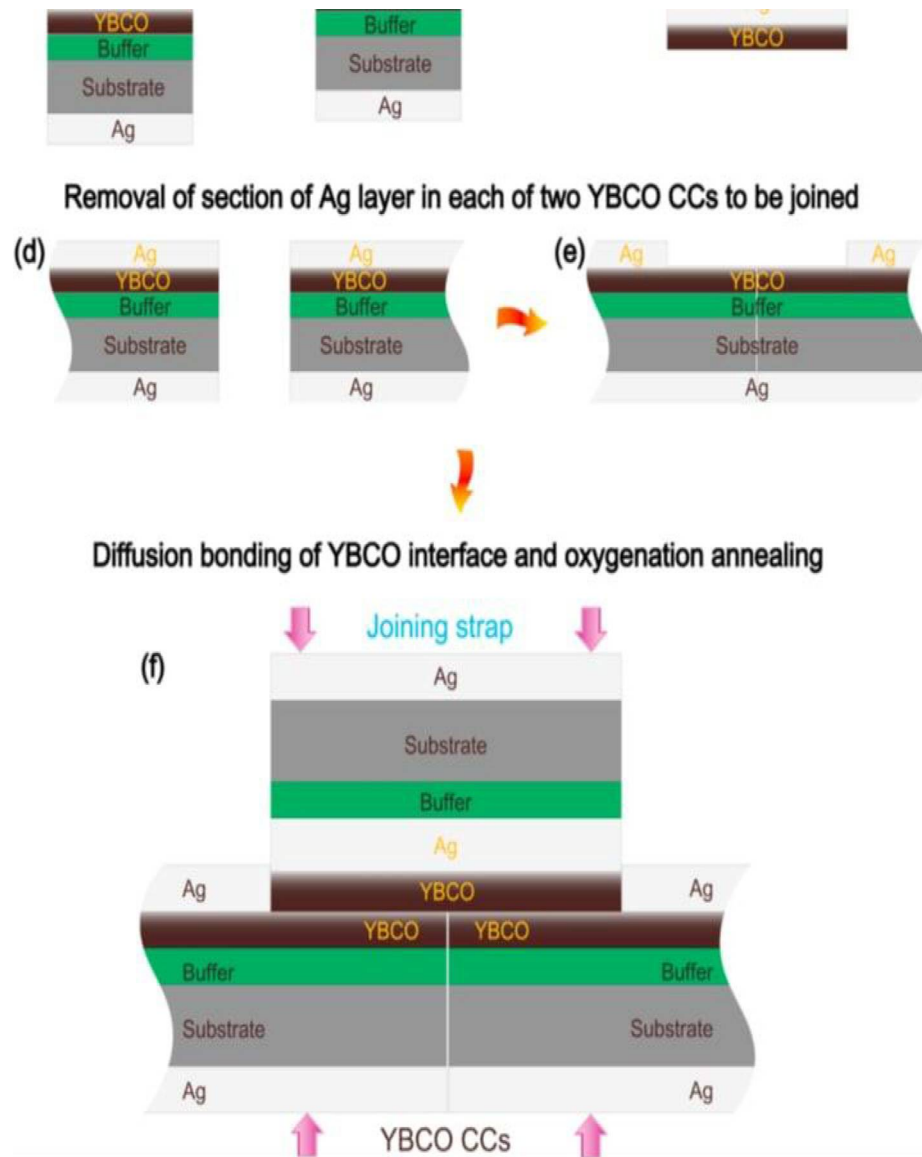 YBCO
Buffer
Substrate
Ag
Buffer
Substrate
Ag
YBCO
Removal of section of Ag layer in each of two YBCO CCs to be joined
(d)
Ag
YBCO
Buffer
Substrate
Ag
Ag
YBCO
Buffer
Substrate
Ag
(e)
Ag
Ag
YBCO
Buffer
Substrate
Ag
Diffusion bonding of YBCO interface and oxygenation annealing
Joining strap
(f)
Ag
Substrate
Buffer
Ag
YBCO
Ag
Ag
YBCO
YBCO
Buffer
Buffer
Substrate
Substrate
Ag
Ag
YBCO CCs